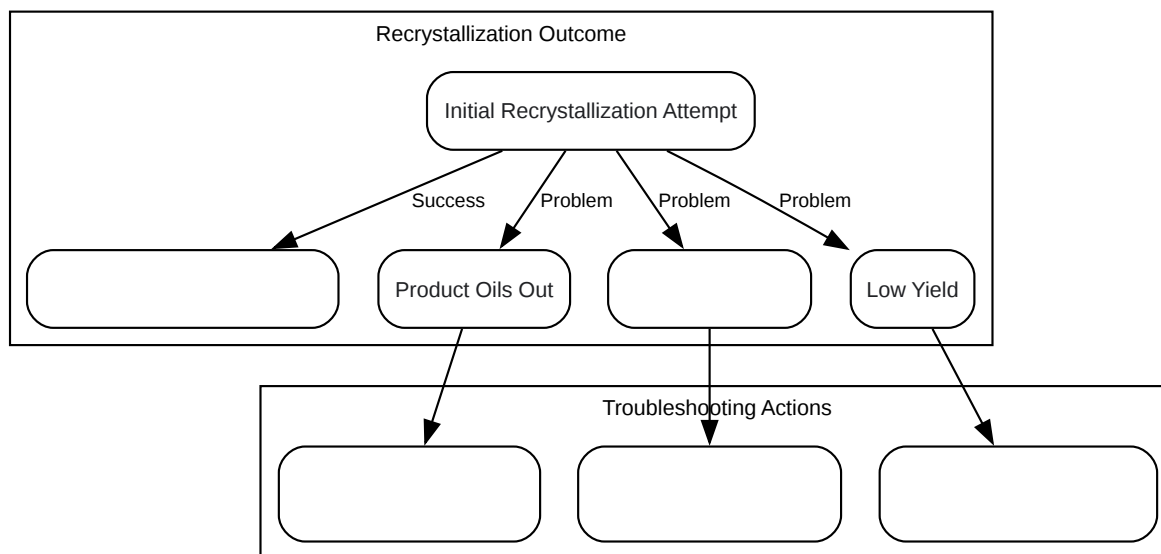 Recrystallization Outcome
Initial Recrystallization Attempt
Success
Problem
Problem
Problem
Product Oils Out
Low Yield
Troubleshooting Actions